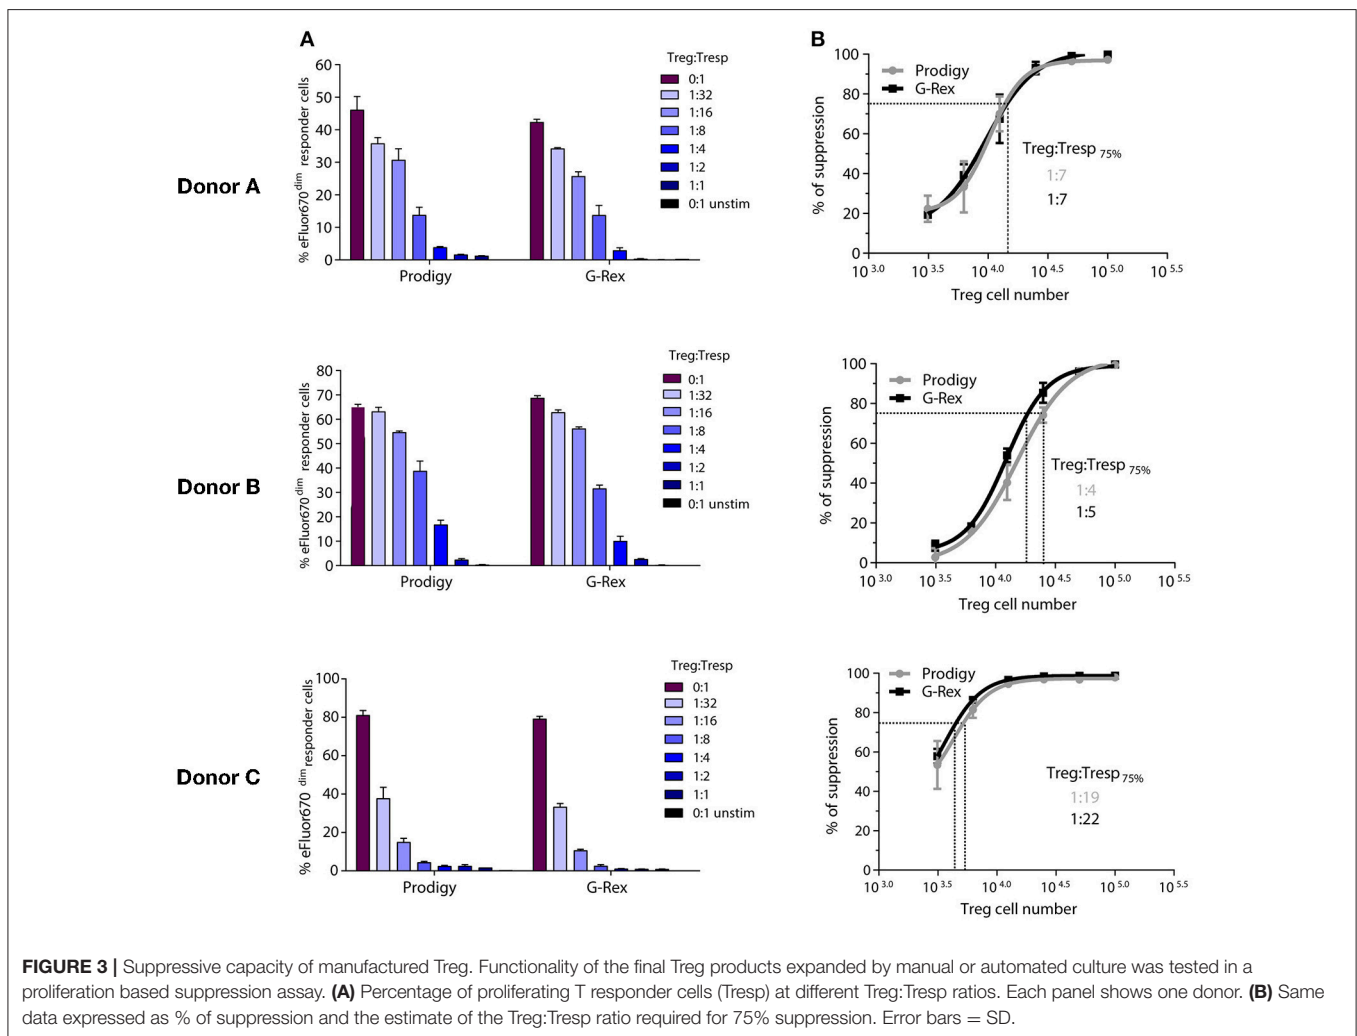 A
Donor A
% eFluor670dim responder cells
60
50
40
30
20
10
0
Prodigy
G-Rex
Treg:Tresp
0:1
1:32
1:16
1:8
1:4
1:2
1:1
0:1 unstim
B
% of suppression
100
80
60
40
20
0
Prodigy
G-Rex
Treg:Tresp 75%
1:7
1:7
10 3.0
10 3.5
10 4.0
10 4.5
10 5.0
10 5.5
Treg cell number
Donor B
% eFluor670dim responder cells
80
70
60
50
40
30
20
10
0
Prodigy
G-Rex
Treg:Tresp
0:1
1:32
1:16
1:8
1:4
1:2
1:1
0:1 unstim
% of suppression
100
80
60
40
20
0
Prodigy
G-Rex
Treg:Tresp 75%
1:4
1:5
10 3.0
10 3.5
10 4.0
10 4.5
10 5.0
10 5.5
Treg cell number
Donor C
% eFluor670 dim responder cells
100
80
60
40
20
0
Prodigy
G-Rex
Treg:Tresp
0:1
1:32
1:16
1:8
1:4
1:2
1:1
0:1 unstim
% of suppression
100
80
60
40
20
0
Prodigy
G-Rex
Treg:Tresp 75%
1:19
1:22
10 3.0
10 3.5
10 4.0
10 4.5
10 5.0
10 5.5
Treg cell number
FIGURE 3 | Suppressive capacity of manufactured Treg. Functionality of the final Treg products expanded by manual or automated culture was tested in a
proliferation based suppression assay. (A) Percentage of proliferating T responder cells (Tresp) at different Treg:Tresp ratios. Each panel shows one donor. (B) Same
data expressed as % of suppression and the estimate of the Treg:Tresp ratio required for 75% suppression. Error bars = SD.